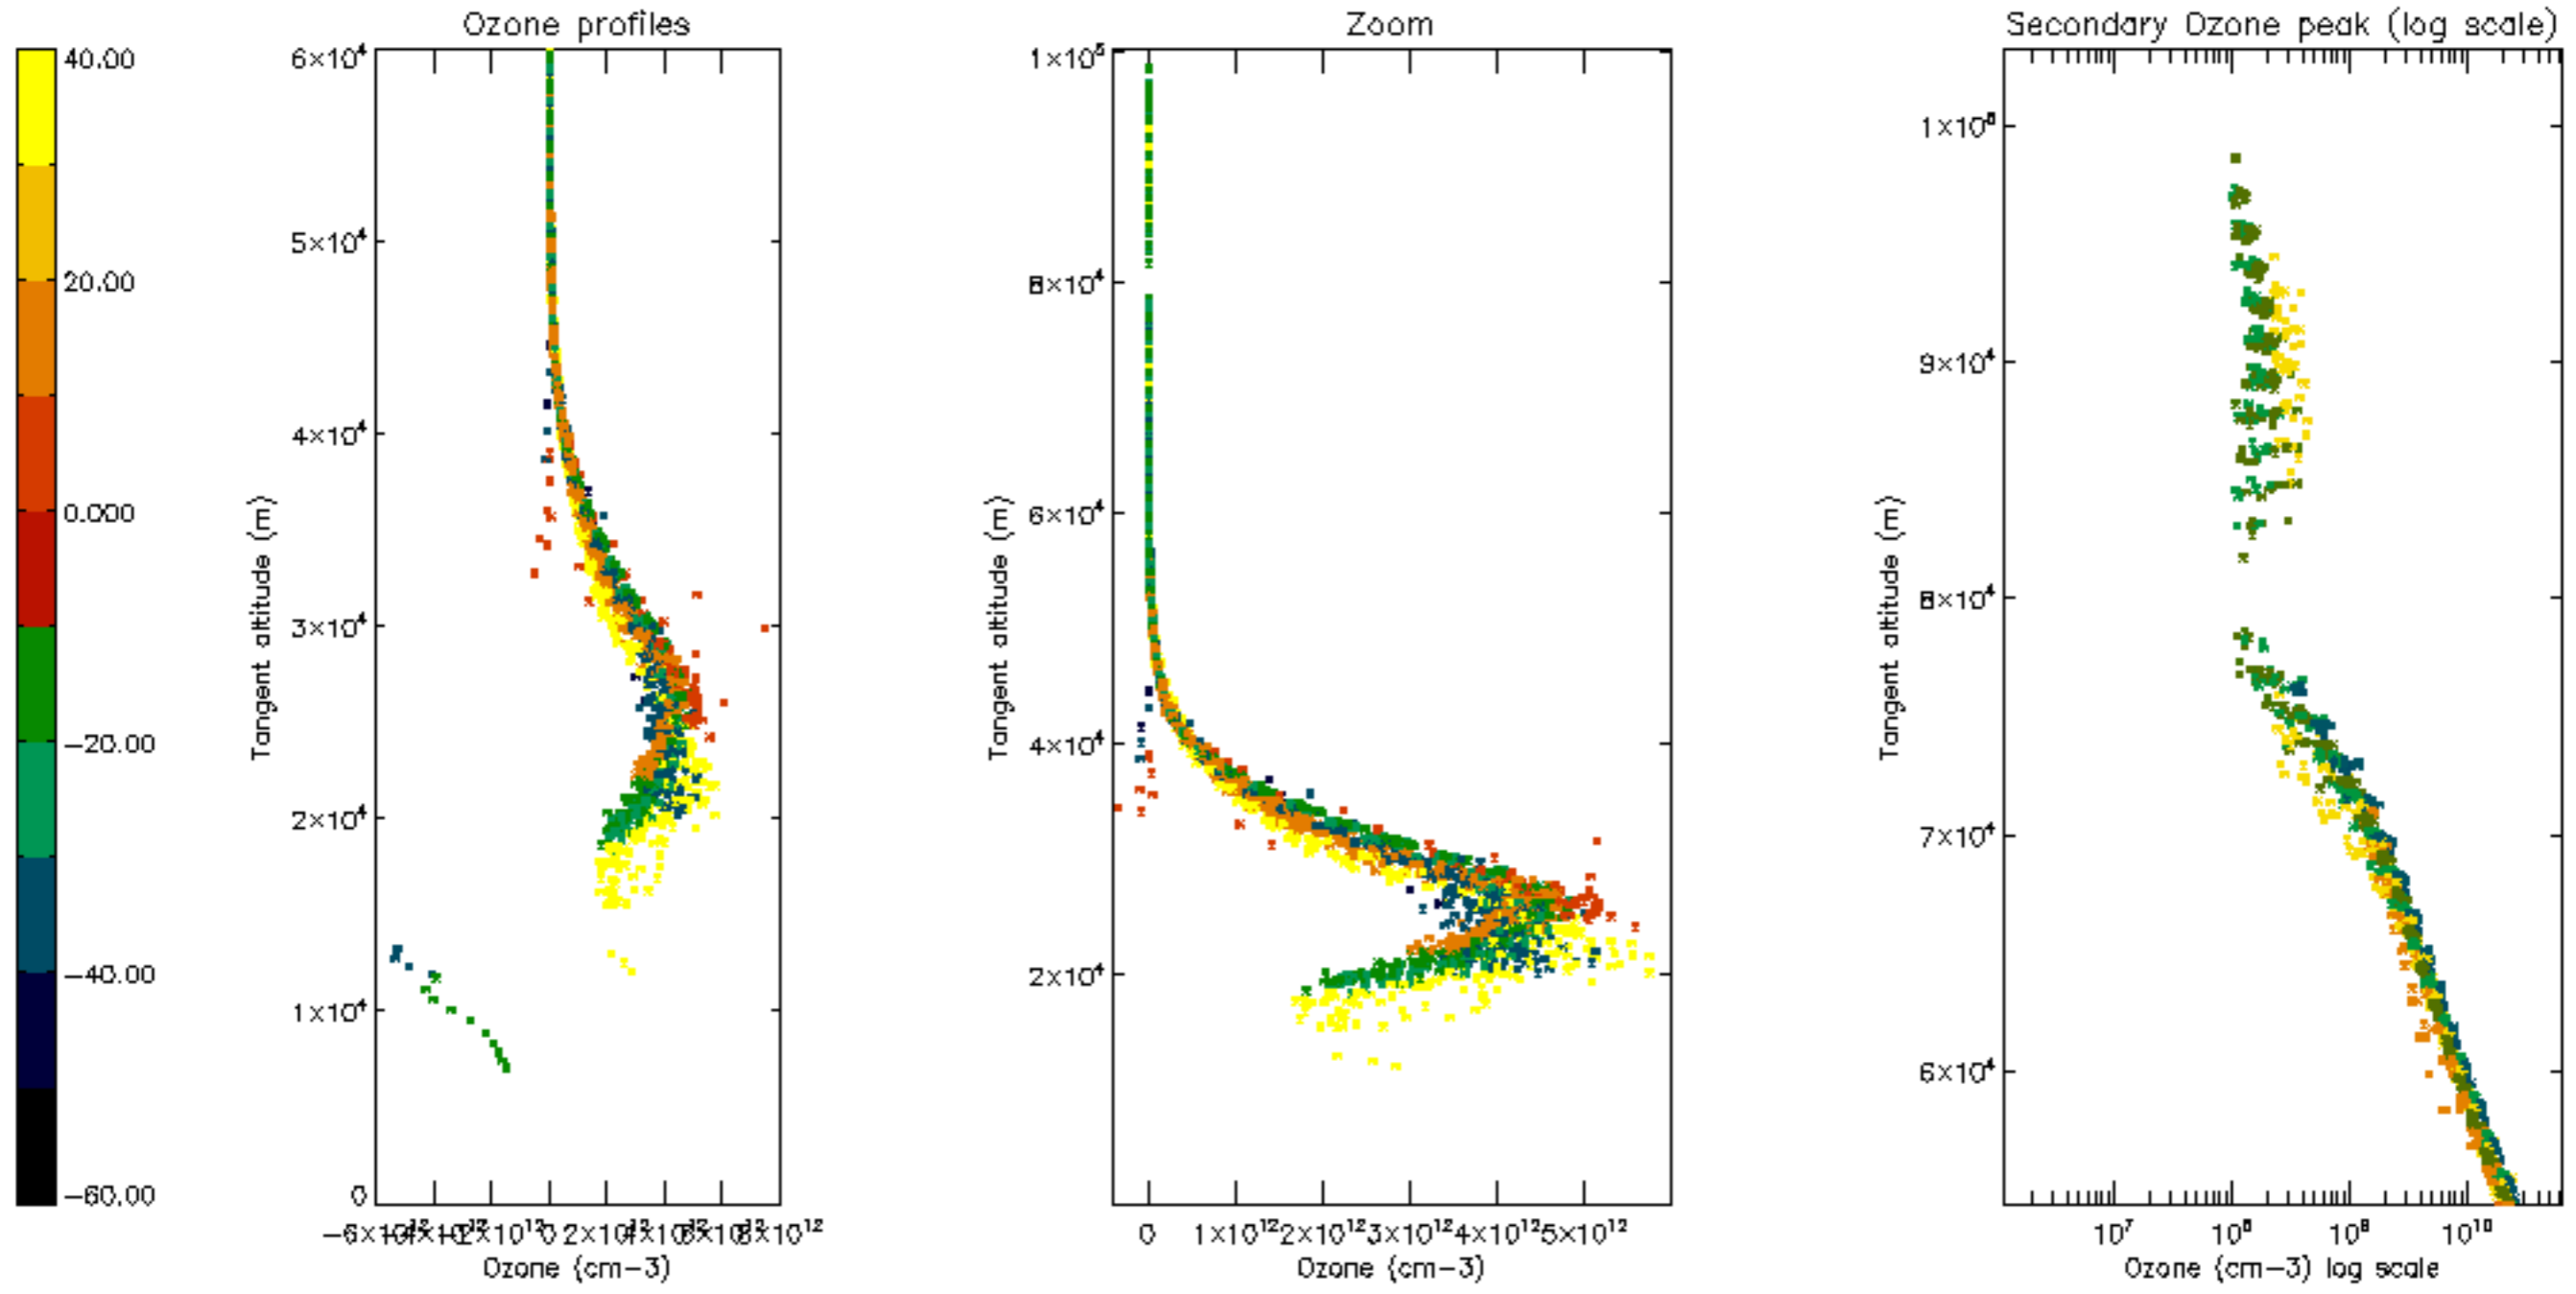 Ozone profiles
Zoom
Secondary Ozone peak (log scale)
40.00
20.00
0.000
−20.00
−40.00
−60.00
Tangent altitude (m)
6×10⁴
5×10⁴
4×10⁴
3×10⁴
2×10⁴
1×10⁴
0
0 2×10¹² 8×10¹²
Ozone (cm−3)
Tangent altitude (m)
1×10⁵
8×10⁴
6×10⁴
4×10⁴
2×10⁴
0 1×10¹² 2×10¹² 3×10¹² 4×10¹² 5×10¹²
Ozone (cm−3)
Tangent altitude (m)
1×10⁵
9×10⁴
8×10⁴
7×10⁴
6×10⁴
10⁷ 10⁸ 10⁹ 10¹⁰
Ozone (cm−3) log scale